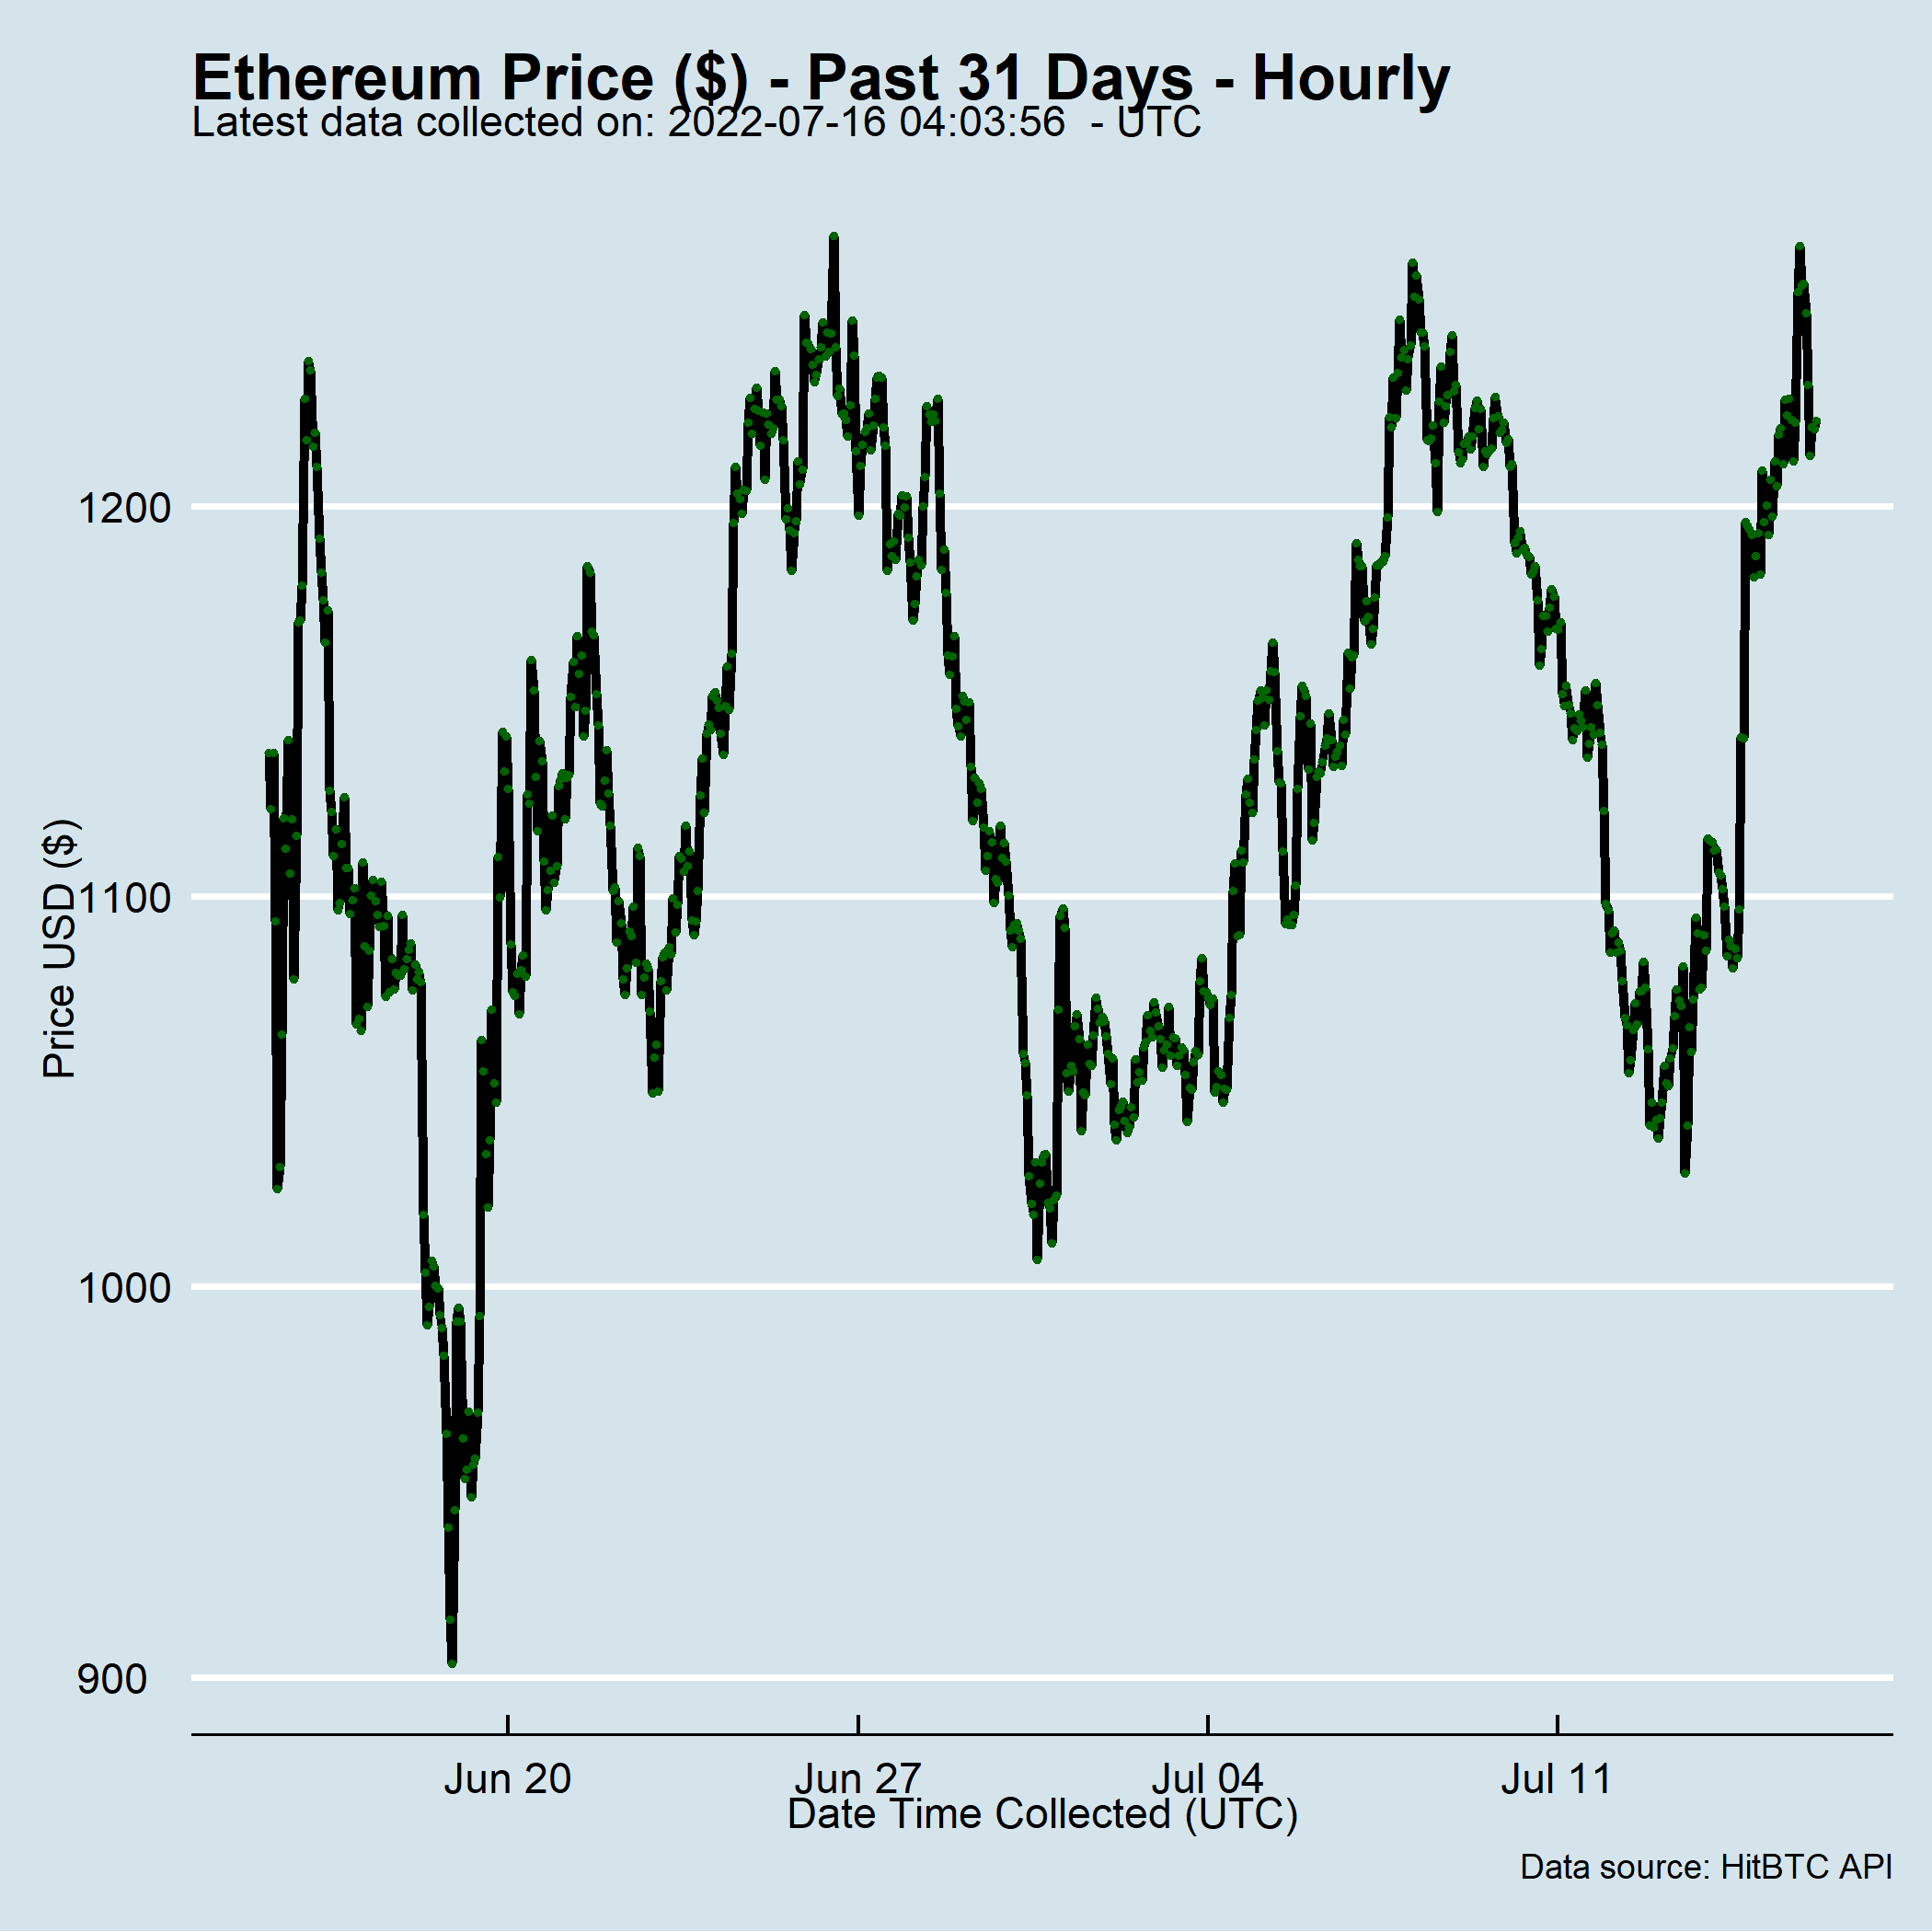 Ethereum Price ($) - Past 31 Days - Hourly
Latest data collected on: 2022-07-16 04:03:56  - UTC
Price USD ($)
1200
1100
1000
900
Jun 20
Jun 27
Jul 04
Jul 11
Date Time Collected (UTC)
Data source: HitBTC API